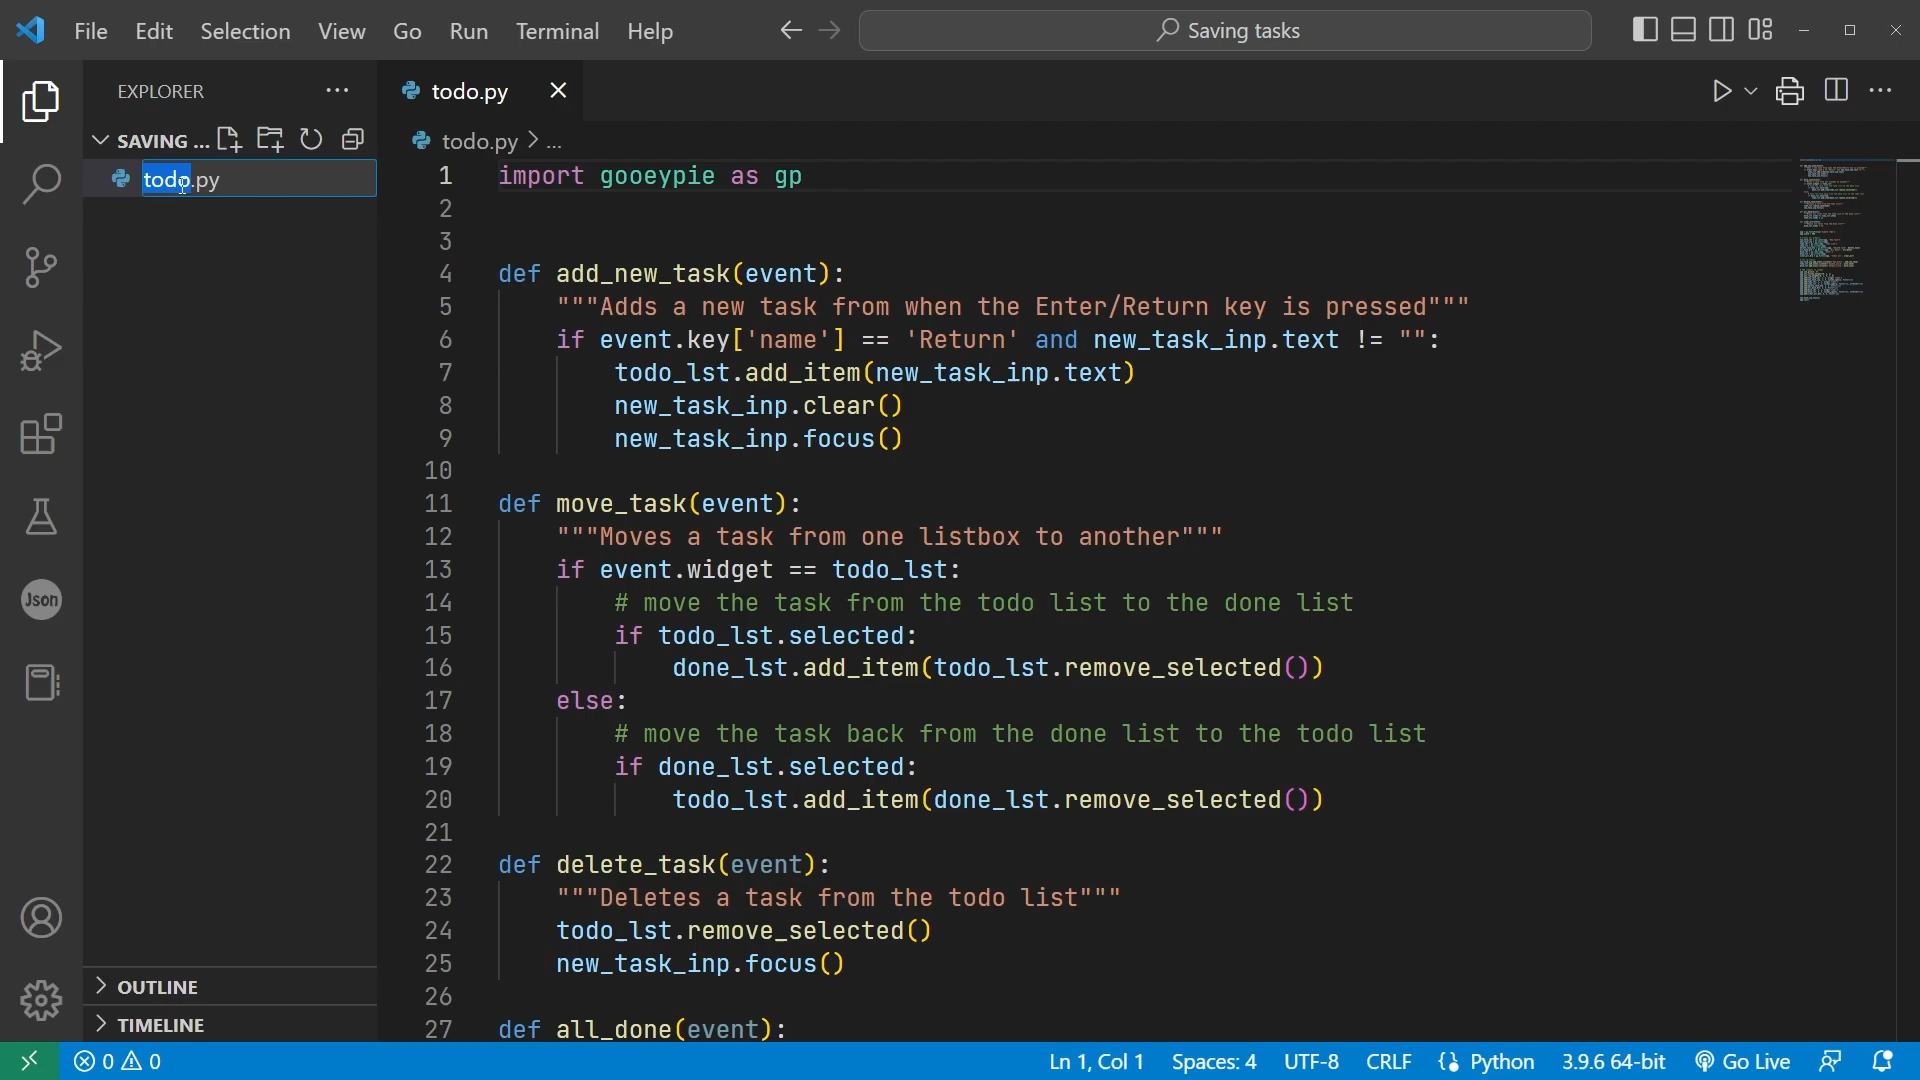 File Edit Selection View Go Run Terminal Help
Saving tasks
EXPLORER
SAVING ...
todo.py
OUTLINE
TIMELINE
Json
todo.py
todo.py > ...
1 import gooeypie as gp
2
3
4 def add_new_task(event):
5 """Adds a new task from when the Enter/Return key is pressed"""
6 if event.key['name'] == 'Return' and new_task_inp.text != "":
7 todo_lst.add_item(new_task_inp.text)
8 new_task_inp.clear()
9 new_task_inp.focus()
10
11 def move_task(event):
12 """Moves a task from one listbox to another"""
13 if event.widget == todo_lst:
14 # move the task from the todo list to the done list
15 if todo_lst.selected:
16 done_lst.add_item(todo_lst.remove_selected())
17 else:
18 # move the task back from the done list to the todo list
19 if done_lst.selected:
20 todo_lst.add_item(done_lst.remove_selected())
21
22 def delete_task(event):
23 """Deletes a task from the todo list"""
24 todo_lst.remove_selected()
25 new_task_inp.focus()
26
27 def all_done(event):
0 0 Ln 1, Col 1 Spaces: 4 UTF-8 CRLF Python 3.9.6 64-bit Go Live